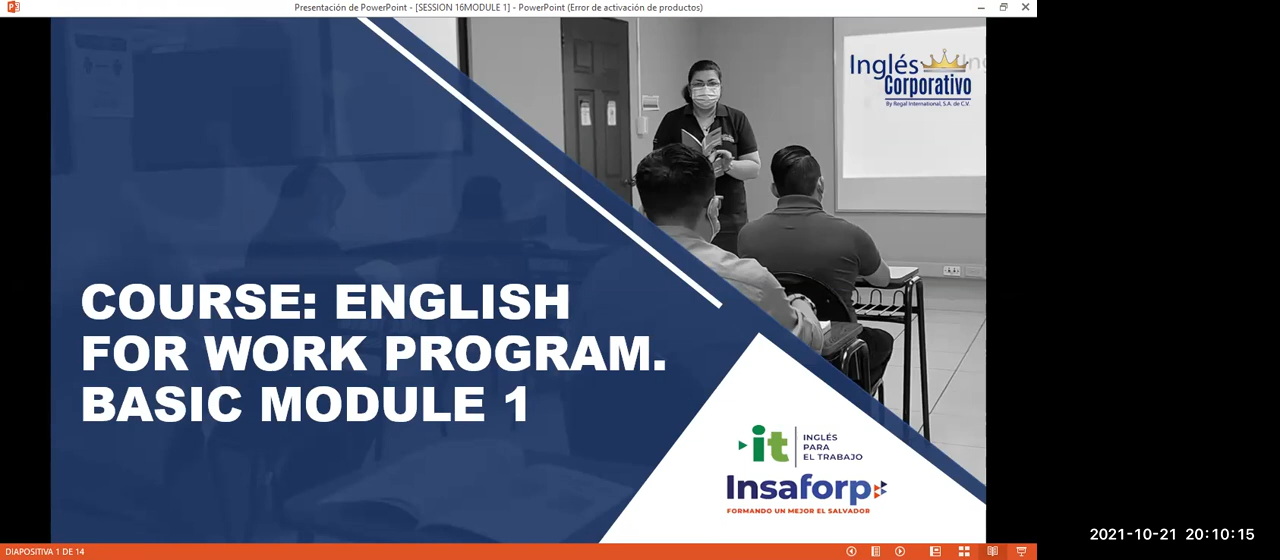 Presentación de PowerPoint - [SESSION 16MODULE 1] - PowerPoint (Error de activación de productos)
Inglés
Corporativo
By Regal International, S.A. de C.V.
COURSE: ENGLISH
FOR WORK PROGRAM.
BASIC MODULE 1
it
INGLÉS
PARA
EL TRABAJO
Insaforp
FORMANDO UN MEJOR EL SALVADOR
DIAPOSITIVA 1 DE 14
2021-10-21 20:10:15